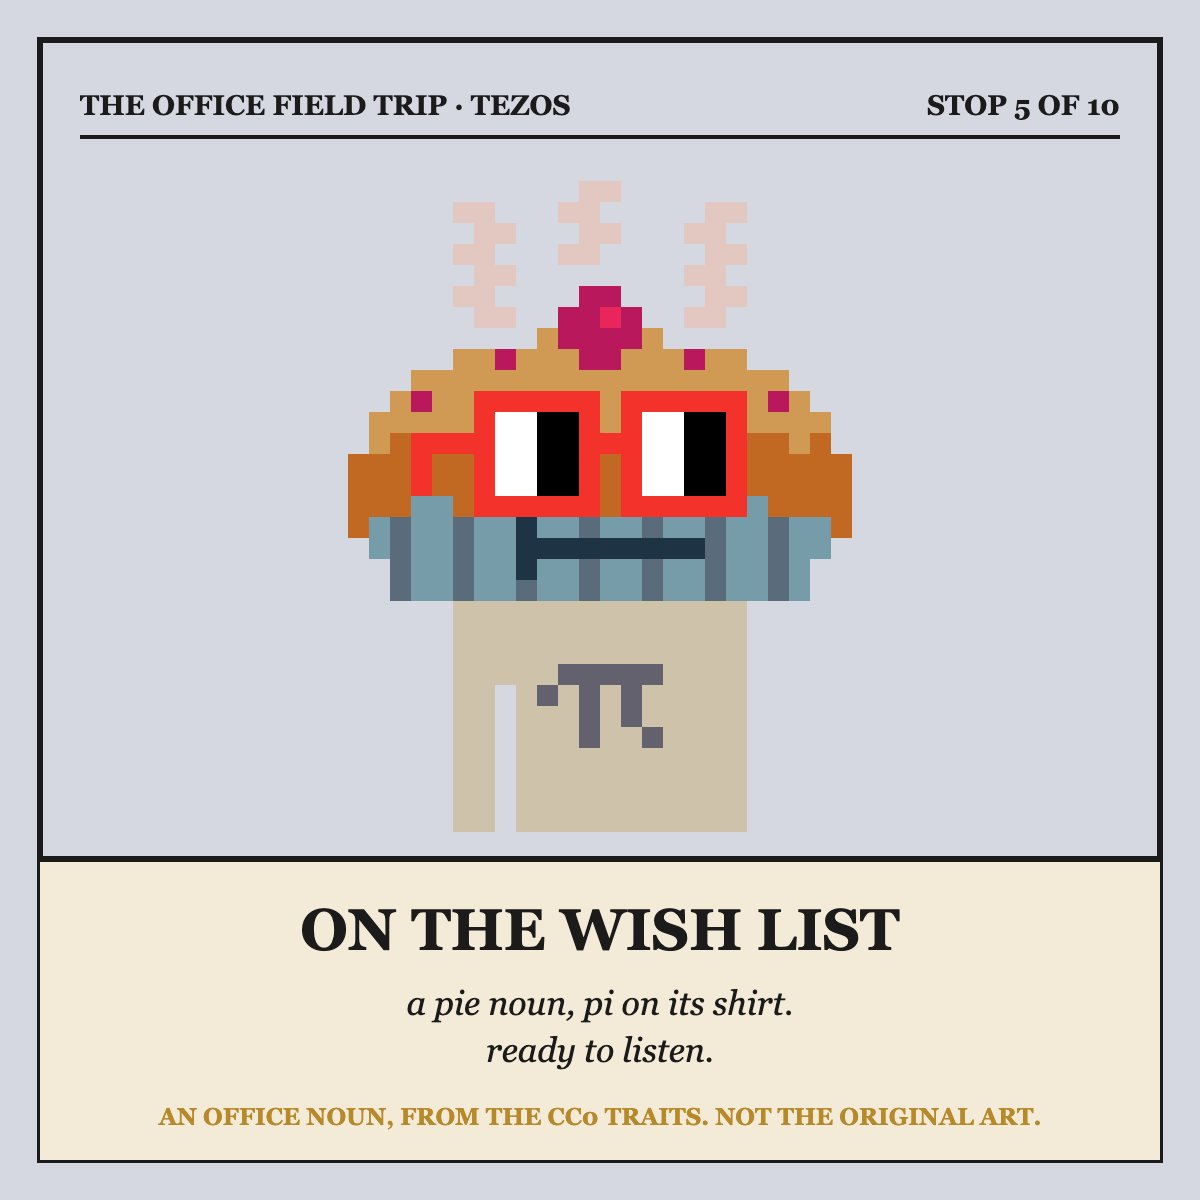 THE OFFICE FIELD TRIP · TEZOS
STOP 5 OF 10
π
ON THE WISH LIST
a pie noun, pi on its shirt.
ready to listen.
AN OFFICE NOUN, FROM THE CC0 TRAITS. NOT THE ORIGINAL ART.